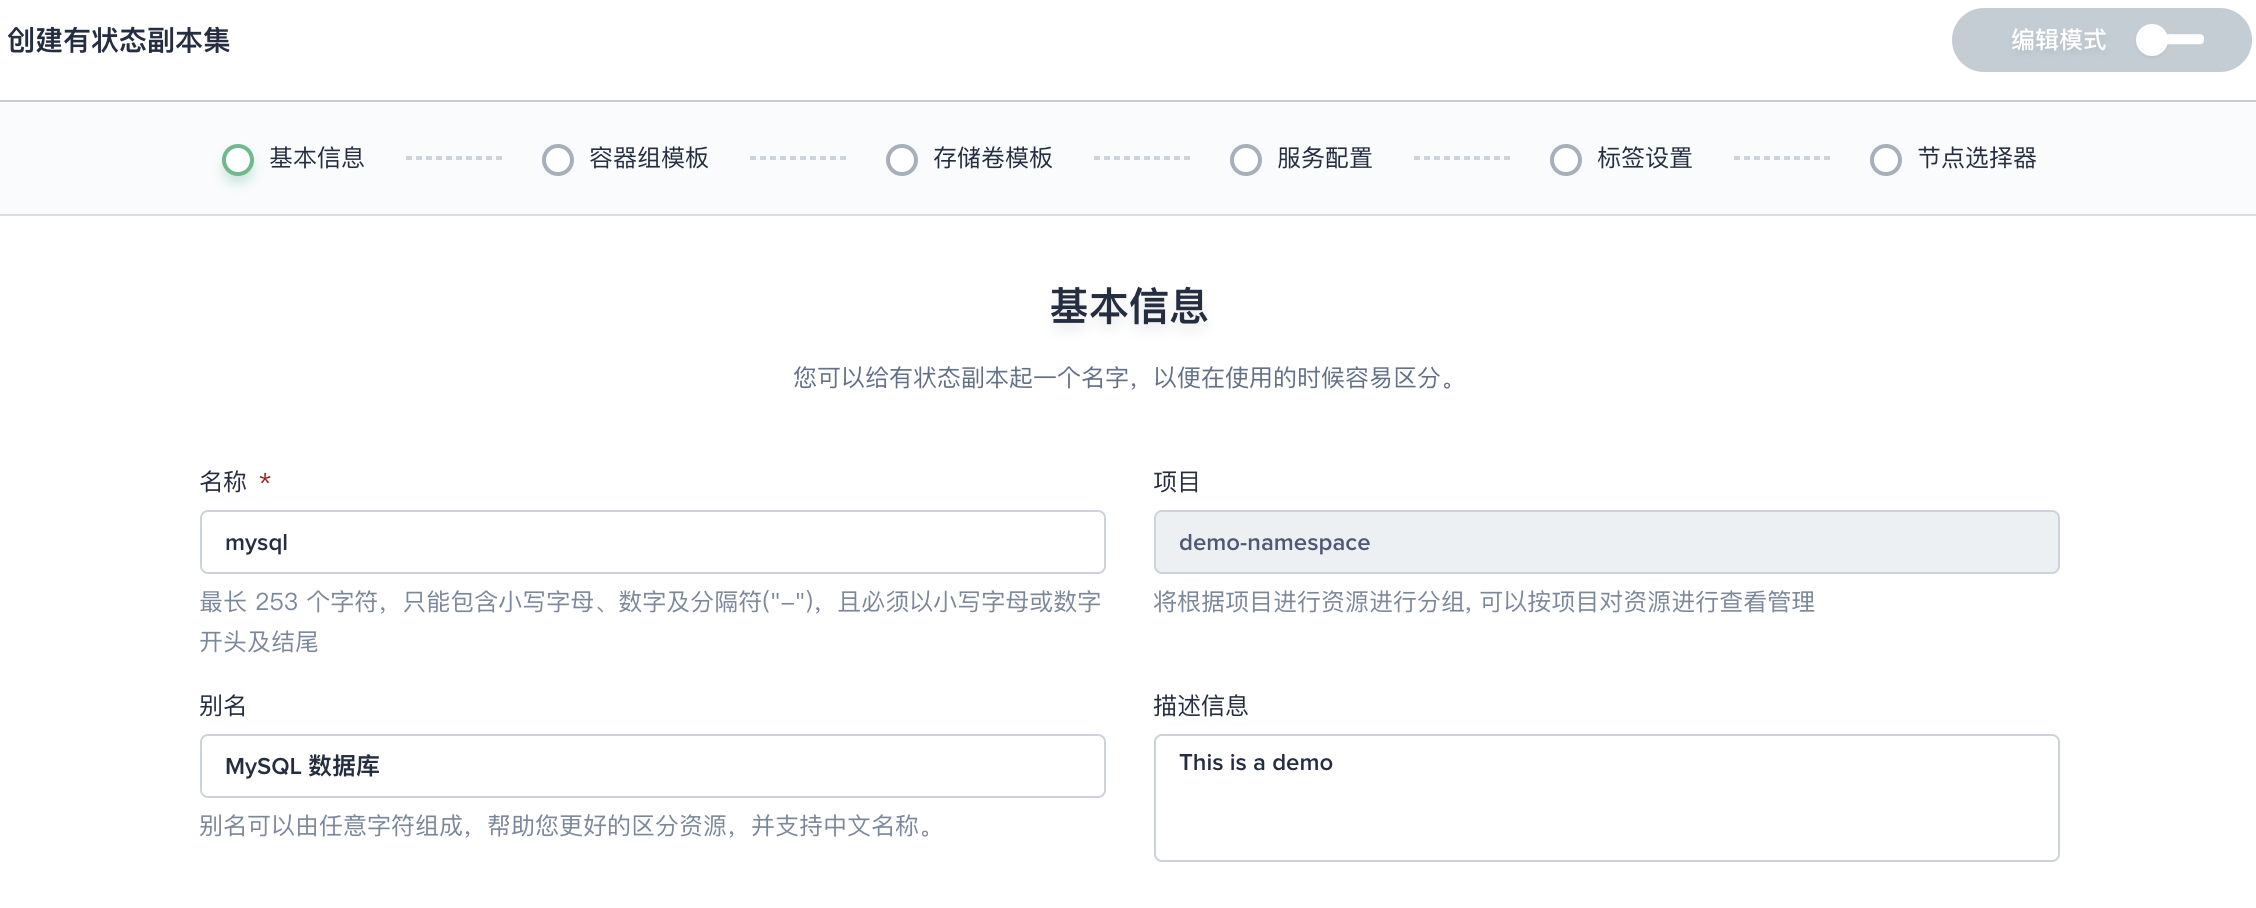 创建有状态副本集
编辑模式
基本信息
容器组模板
存储卷模板
服务配置
标签设置
节点选择器
基本信息
您可以给有状态副本起一个名字，以便在使用的时候容易区分。
名称 *
mysql
最长 253 个字符，只能包含小写字母、数字及分隔符("-")，且必须以小写字母或数字
开头及结尾
项目
demo-namespace
将根据项目进行资源进行分组, 可以按项目对资源进行查看管理
别名
MySQL 数据库
别名可以由任意字符组成，帮助您更好的区分资源，并支持中文名称。
描述信息
This is a demo